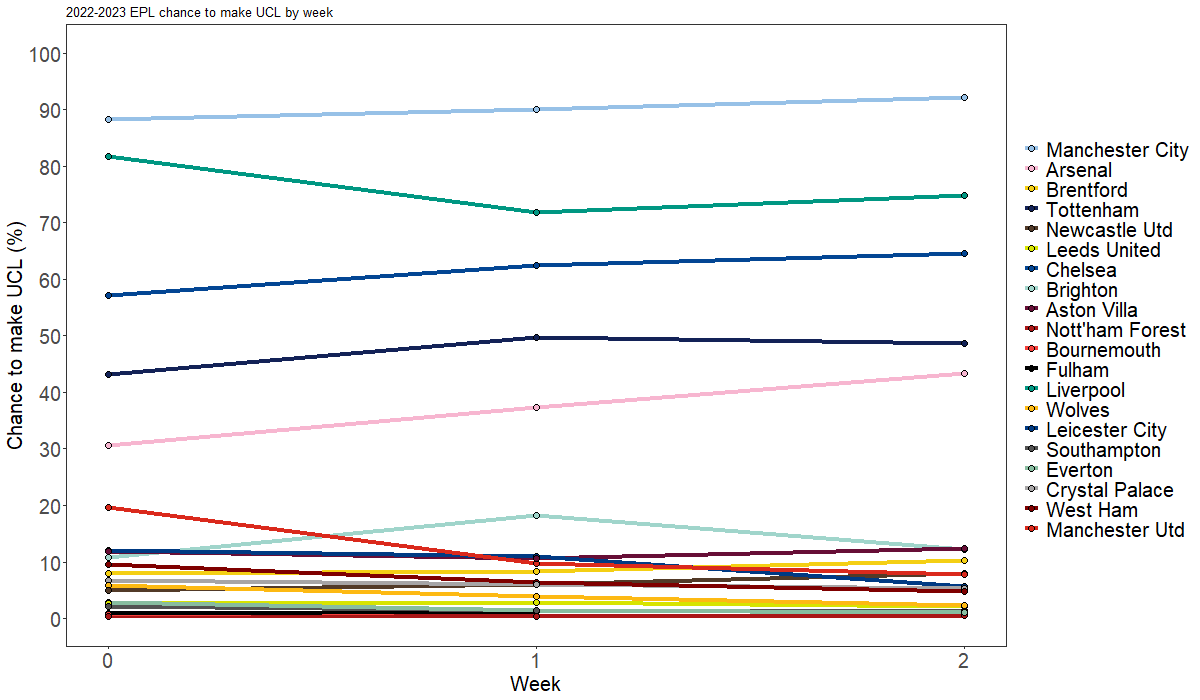 2022-2023 EPL chance to make UCL by week
100
90
80
70
60
50
40
30
20
10
0
Chance to make UCL (%)
0
1
2
Week
Manchester City
Arsenal
Brentford
Tottenham
Newcastle Utd
Leeds United
Chelsea
Brighton
Aston Villa
Nott'ham Forest
Bournemouth
Fulham
Liverpool
Wolves
Leicester City
Southampton
Everton
Crystal Palace
West Ham
Manchester Utd